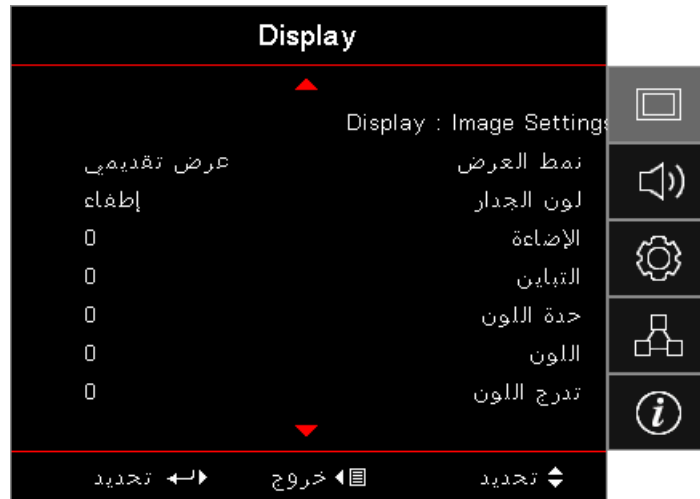 Display
Display : Image Settings
نمط العرض عرض تقديمي
لون الجدار إطفاء
الإضاءة 0
التباين 0
حدة اللون 0
اللون 0
تدرج اللون 0
تحديد خروج تحديد